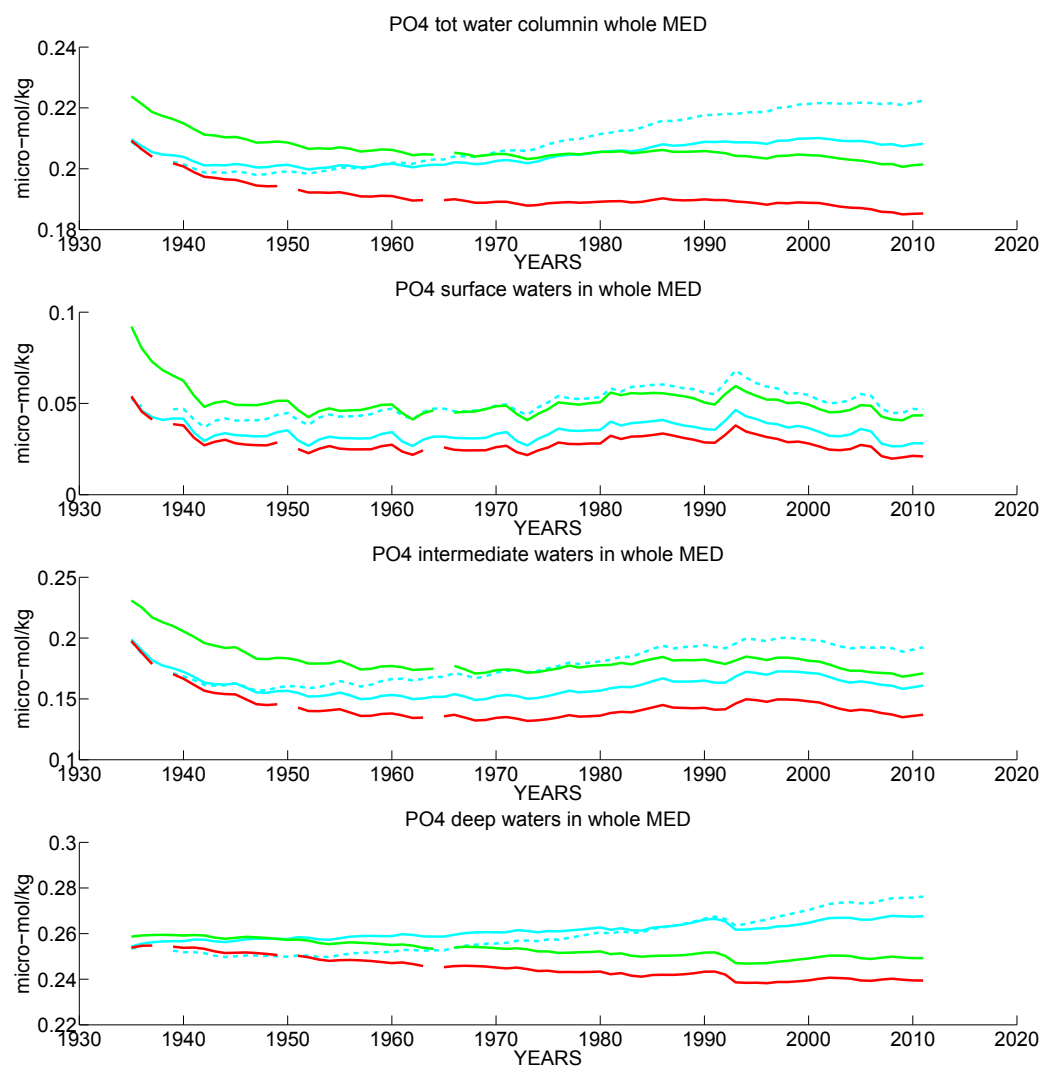 PO4 tot water columnin whole MED
micro−mol/kg
0.24
0.22
0.2
0.18
1930 1940 1950 1960 1970 1980 1990 2000 2010 2020
YEARS
PO4 surface waters in whole MED
micro−mol/kg
0.1
0.05
0
1930 1940 1950 1960 1970 1980 1990 2000 2010 2020
YEARS
PO4 intermediate waters in whole MED
micro−mol/kg
0.25
0.2
0.15
0.1
1930 1940 1950 1960 1970 1980 1990 2000 2010 2020
YEARS
PO4 deep waters in whole MED
micro−mol/kg
0.3
0.28
0.26
0.24
0.22
1930 1940 1950 1960 1970 1980 1990 2000 2010 2020
YEARS